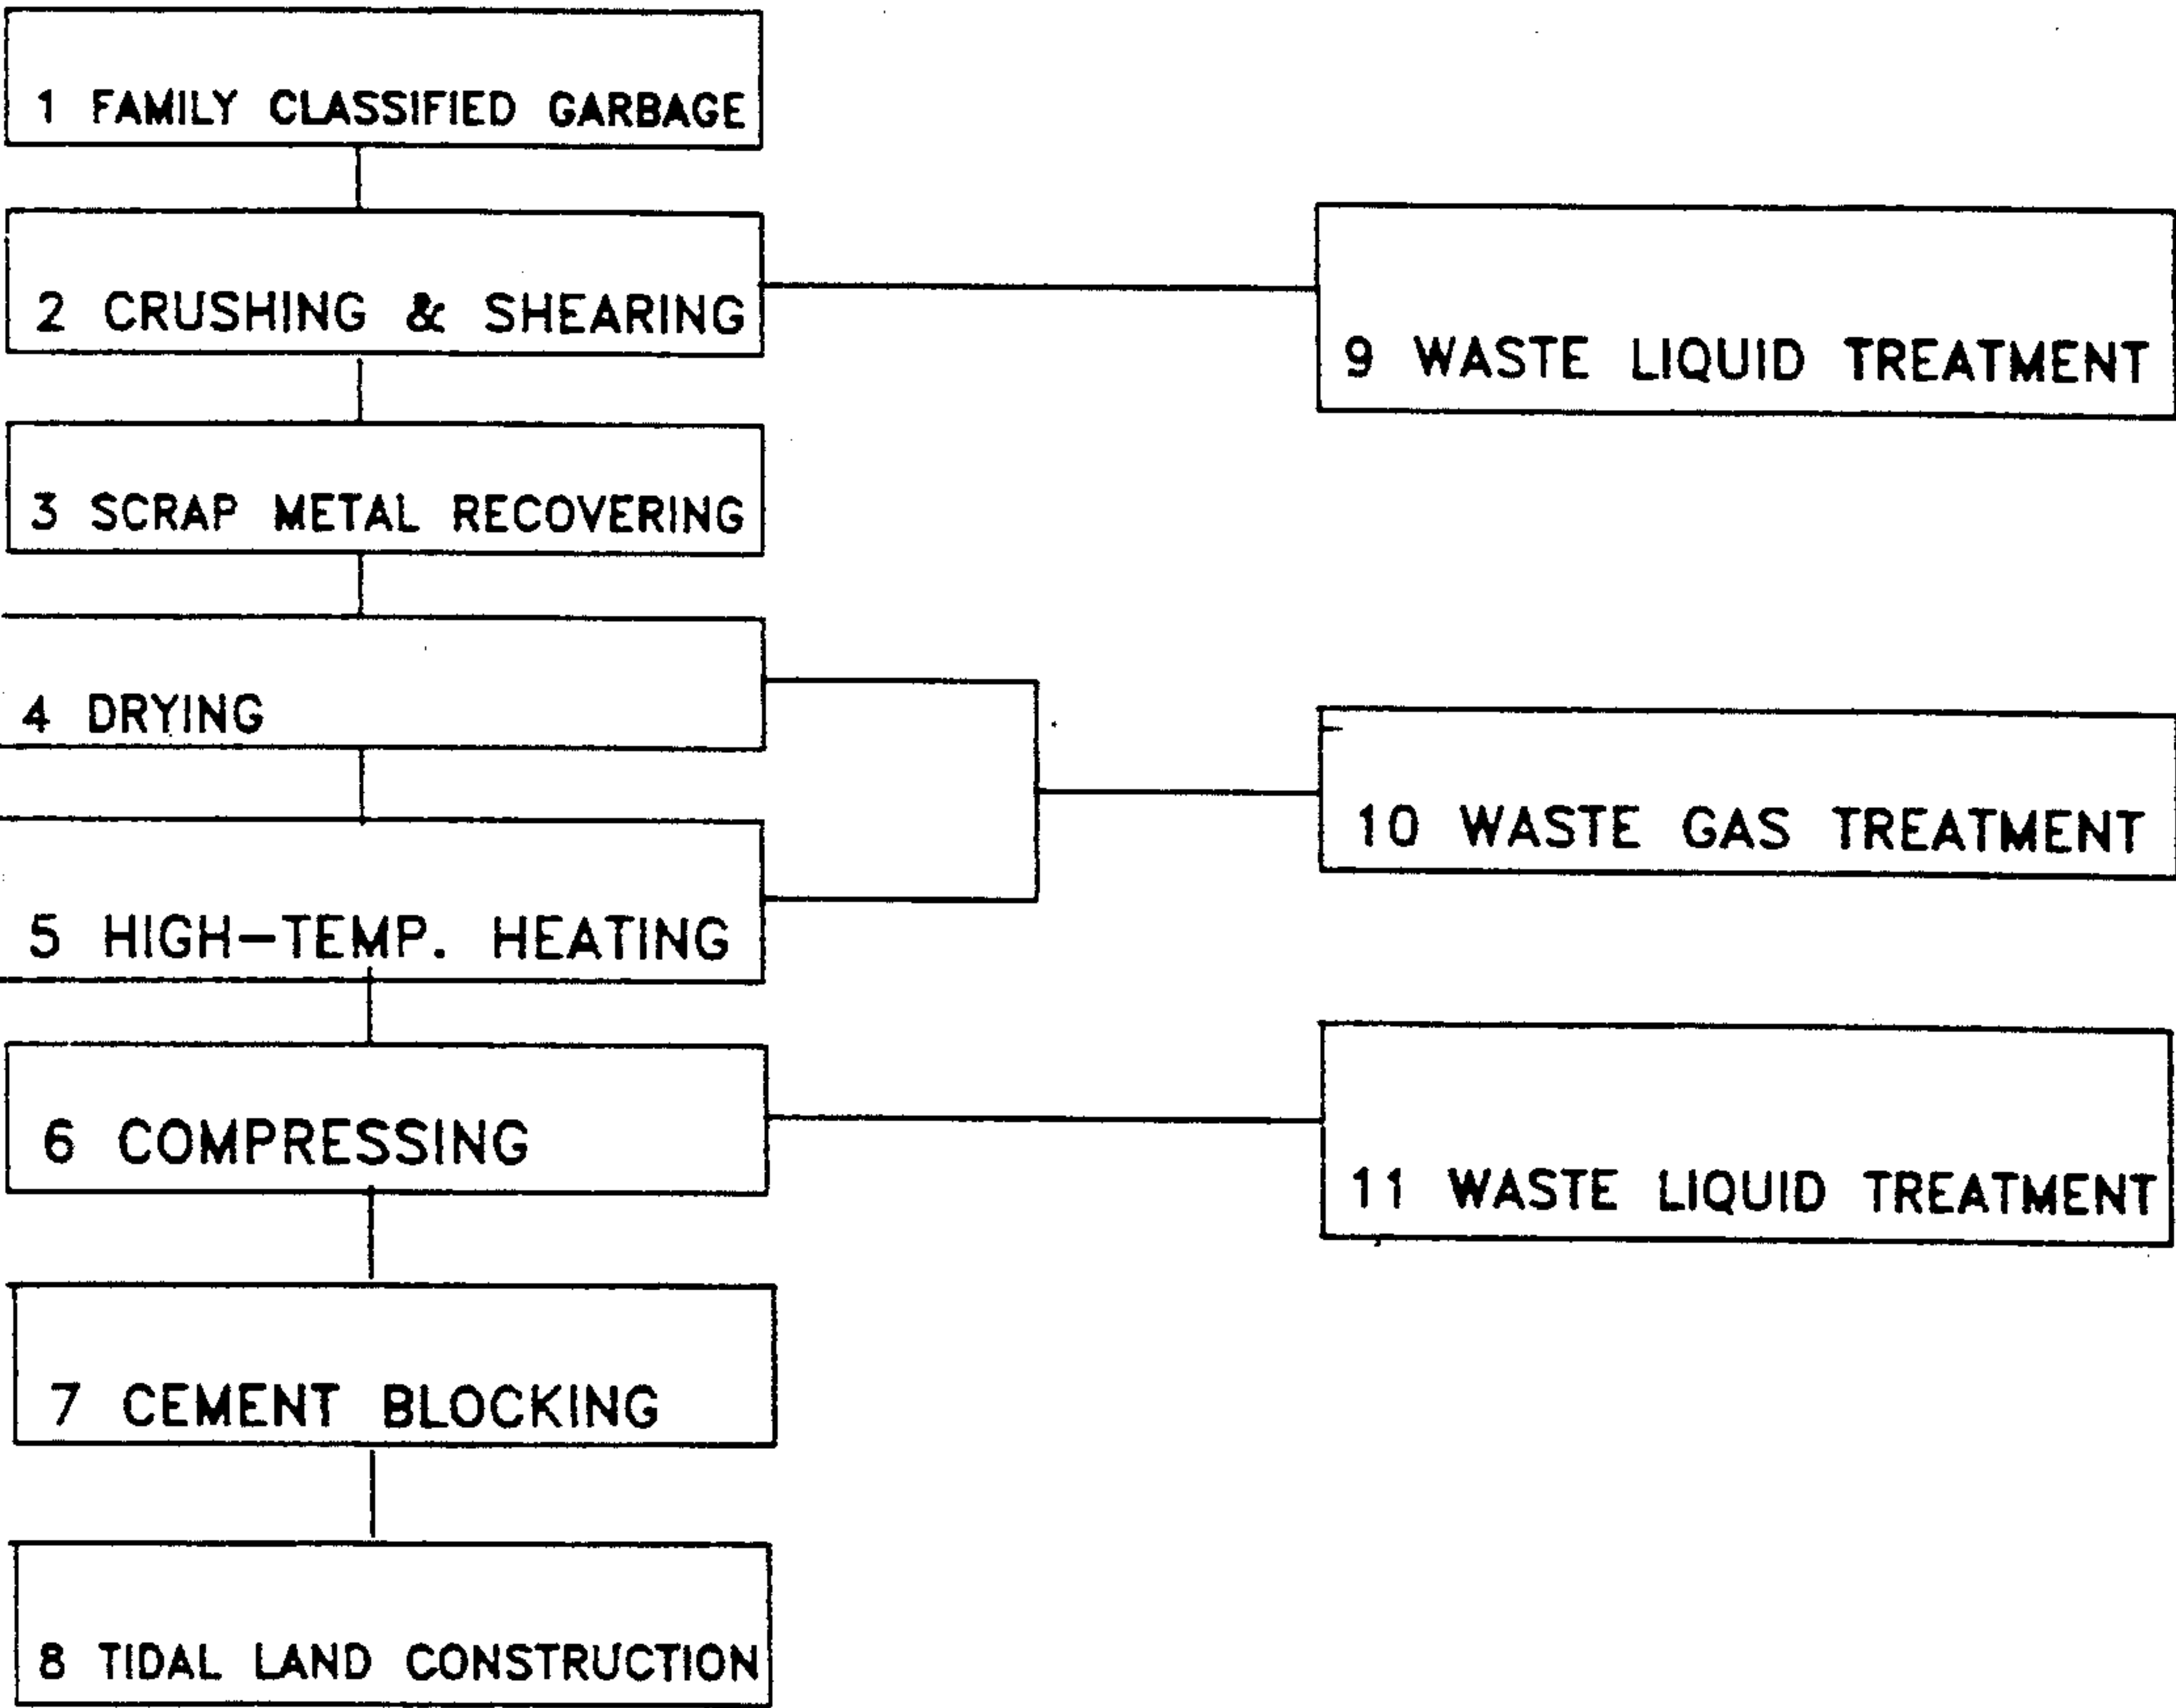 1 FAMILY CLASSIFIED GARBAGE
2 CRUSHING & SHEARING
9 WASTE LIQUID TREATMENT
3 SCRAP METAL RECOVERING
4 DRYING
10 WASTE GAS TREATMENT
5 HIGH-TEMP. HEATING
6 COMPRESSING
11 WASTE LIQUID TREATMENT
7 CEMENT BLOCKING
8 TIDAL LAND CONSTRUCTION